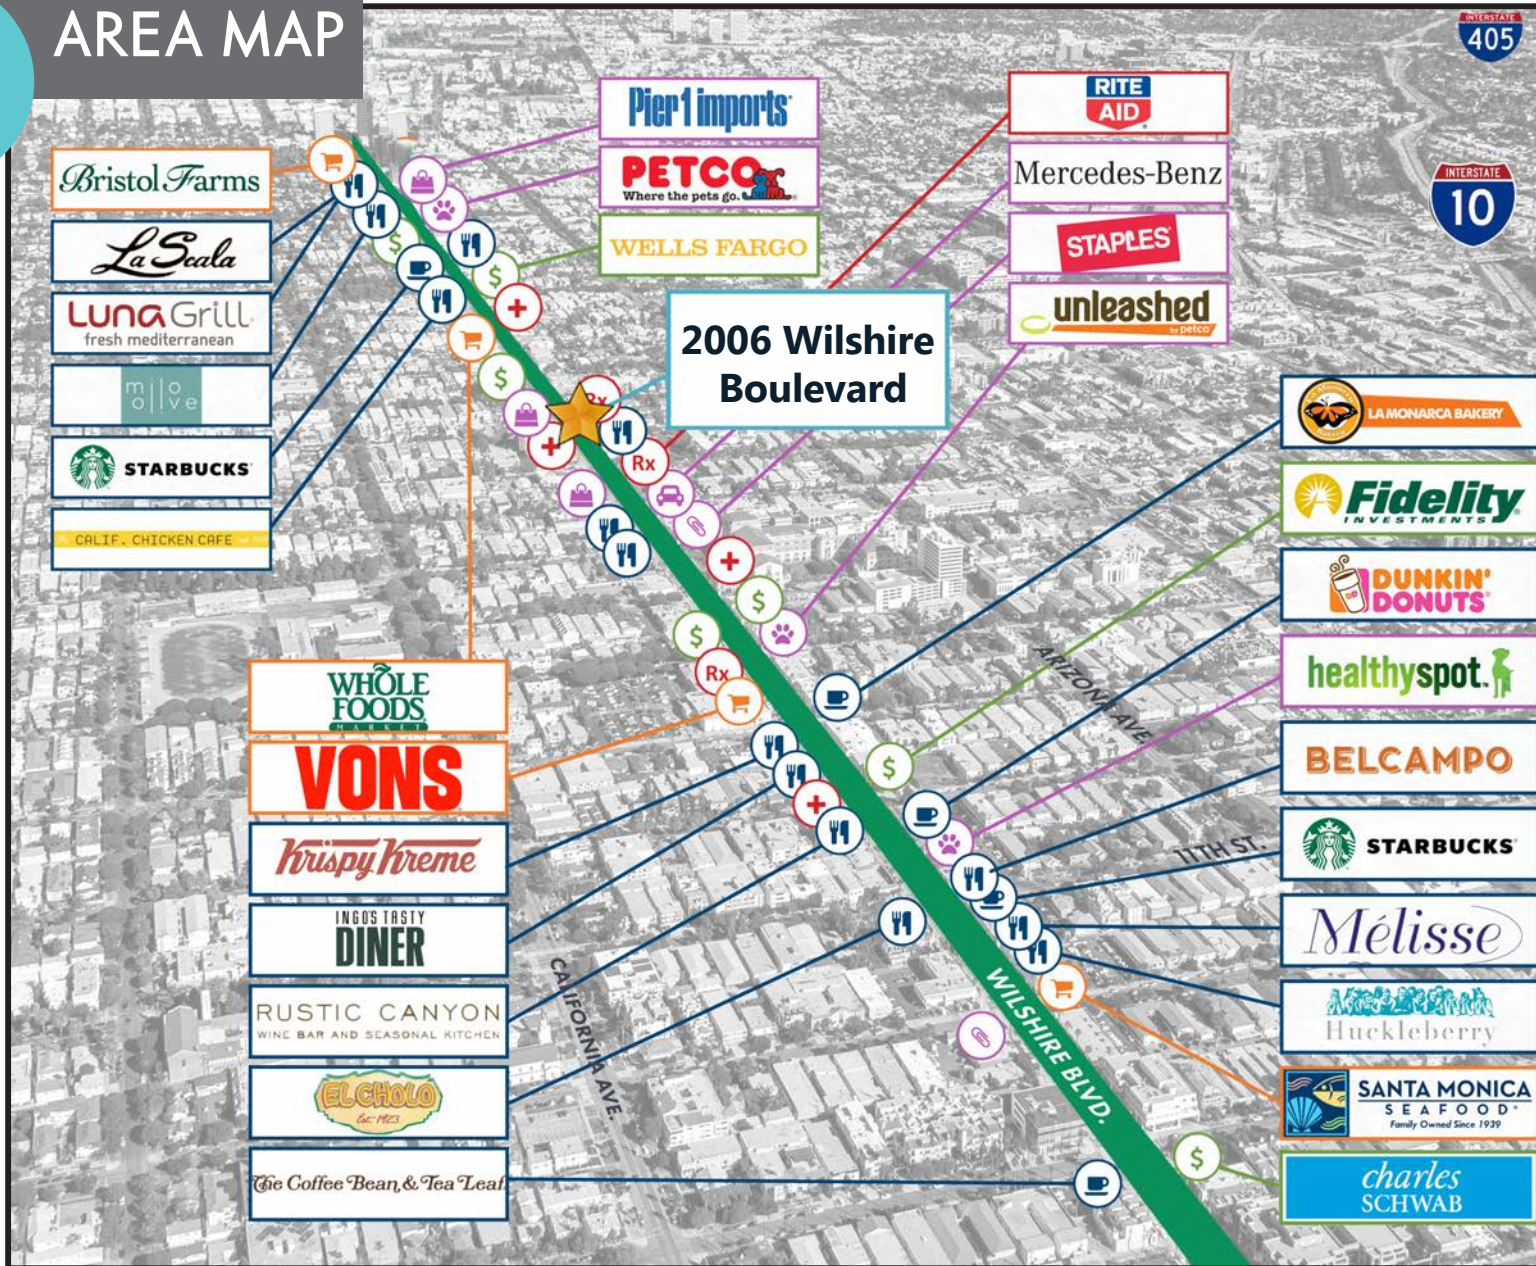 AREA MAP
INTERSTATE
405
INTERSTATE
10
Bristol Farms
La Scala
Luna Grill
fresh mediterranean
milo
olive
STARBUCKS
CALIF. CHICKEN CAFE
Pier 1 imports
PETCO
Where the pets go.
WELLS FARGO
RITE
AID
Mercedes-Benz
STAPLES
unleashed
by petco
2006 Wilshire
Boulevard
$
$
$
Rx
Rx
$
$
Rx
$
$
WHOLE
FOODS
MARKET
VONS
Krispy Kreme
INGO'S TASTY
DINER
RUSTIC CANYON
WINE BAR AND SEASONAL KITCHEN
EL CHOLO
Est. 1923
The Coffee Bean & Tea Leaf
LA MONARCA BAKERY
Fidelity
INVESTMENTS
DUNKIN'
DONUTS
healthyspot
BELCAMPO
STARBUCKS
Mélisse
Huckleberry
SANTA MONICA
SEAFOOD
Family Owned Since 1939
charles
SCHWAB
ARIZONA AVE.
11TH ST.
CALIFORNIA AVE.
WILSHIRE BLVD.